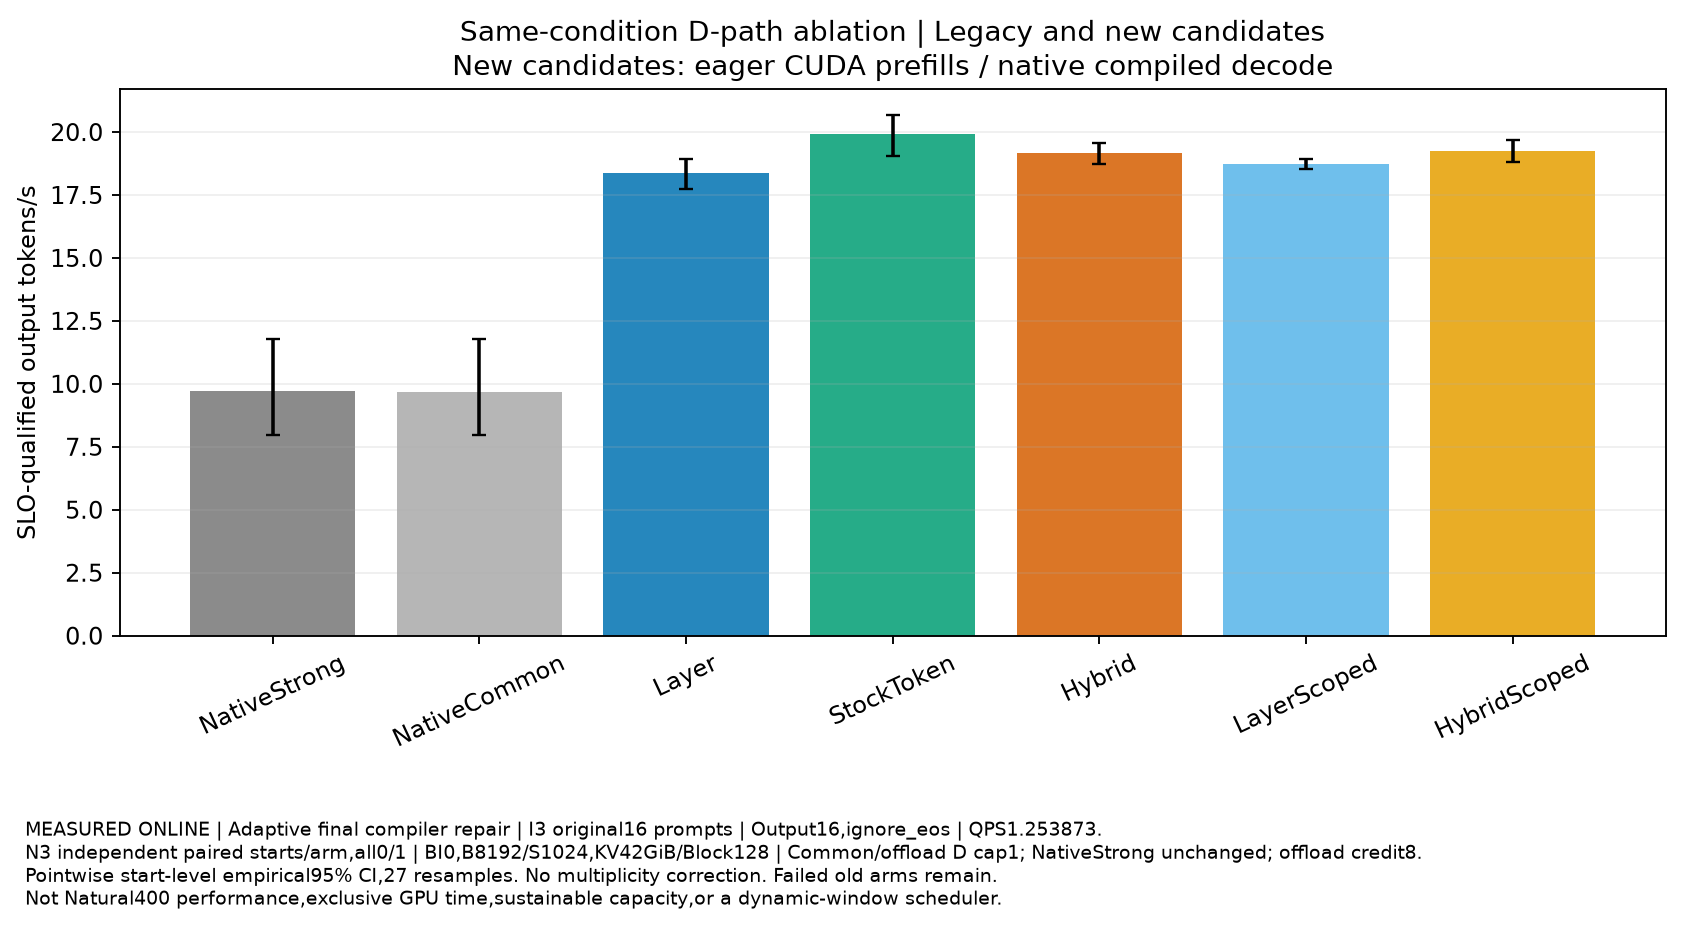 Same-condition D-path ablation | Legacy and new candidates
New candidates: eager CUDA prefills / native compiled decode
SLO-qualified output tokens/s
20.0
17.5
15.0
12.5
10.0
7.5
5.0
2.5
0.0
NativeStrong
NativeCommon
Layer
StockToken
Hybrid
LayerScoped
HybridScoped
MEASURED ONLINE | Adaptive final compiler repair | I3 original16 prompts | Output16,ignore_eos | QPS1.253873.
N3 independent paired starts/arm,all0/1 | BI0,B8192/S1024,KV42GiB/Block128 | Common/offload D cap1; NativeStrong unchanged; offload credit8.
Pointwise start-level empirical95% CI,27 resamples. No multiplicity correction. Failed old arms remain.
Not Natural400 performance,exclusive GPU time,sustainable capacity,or a dynamic-window scheduler.